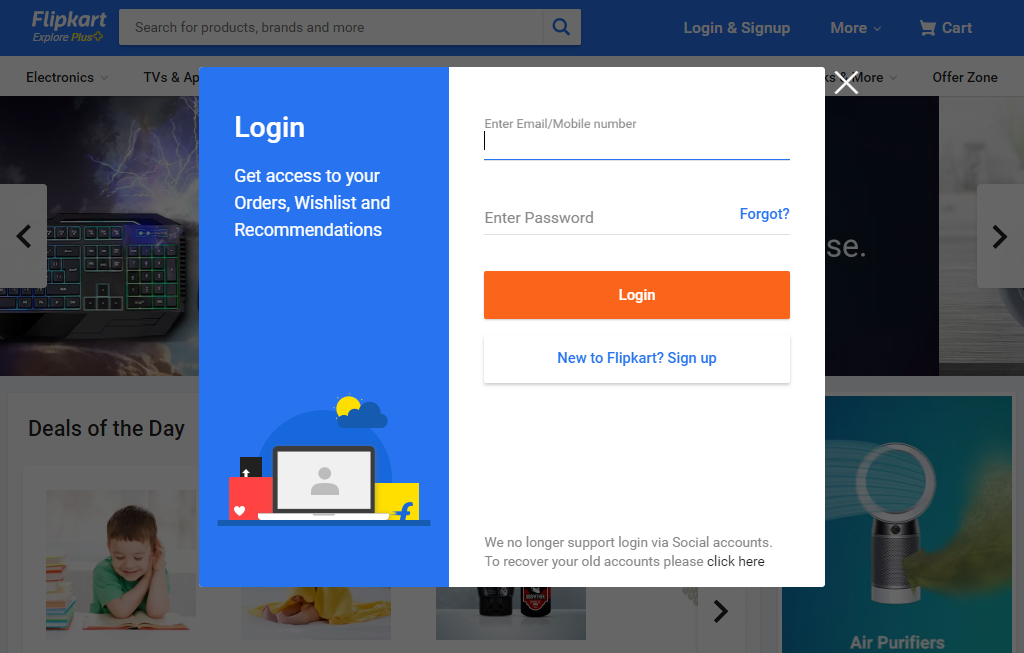 Flipkart
Explore Plus
Search for products, brands and more
Login & Signup
More
Cart
Electronics
TVs & Ap
ks & More
Offer Zone
Login
Get access to your
Orders, Wishlist and
Recommendations
Enter Email/Mobile number
Enter Password
Forgot?
Login
New to Flipkart? Sign up
We no longer support login via Social accounts.
To recover your old accounts please click here
se.
Deals of the Day
Air Purifiers